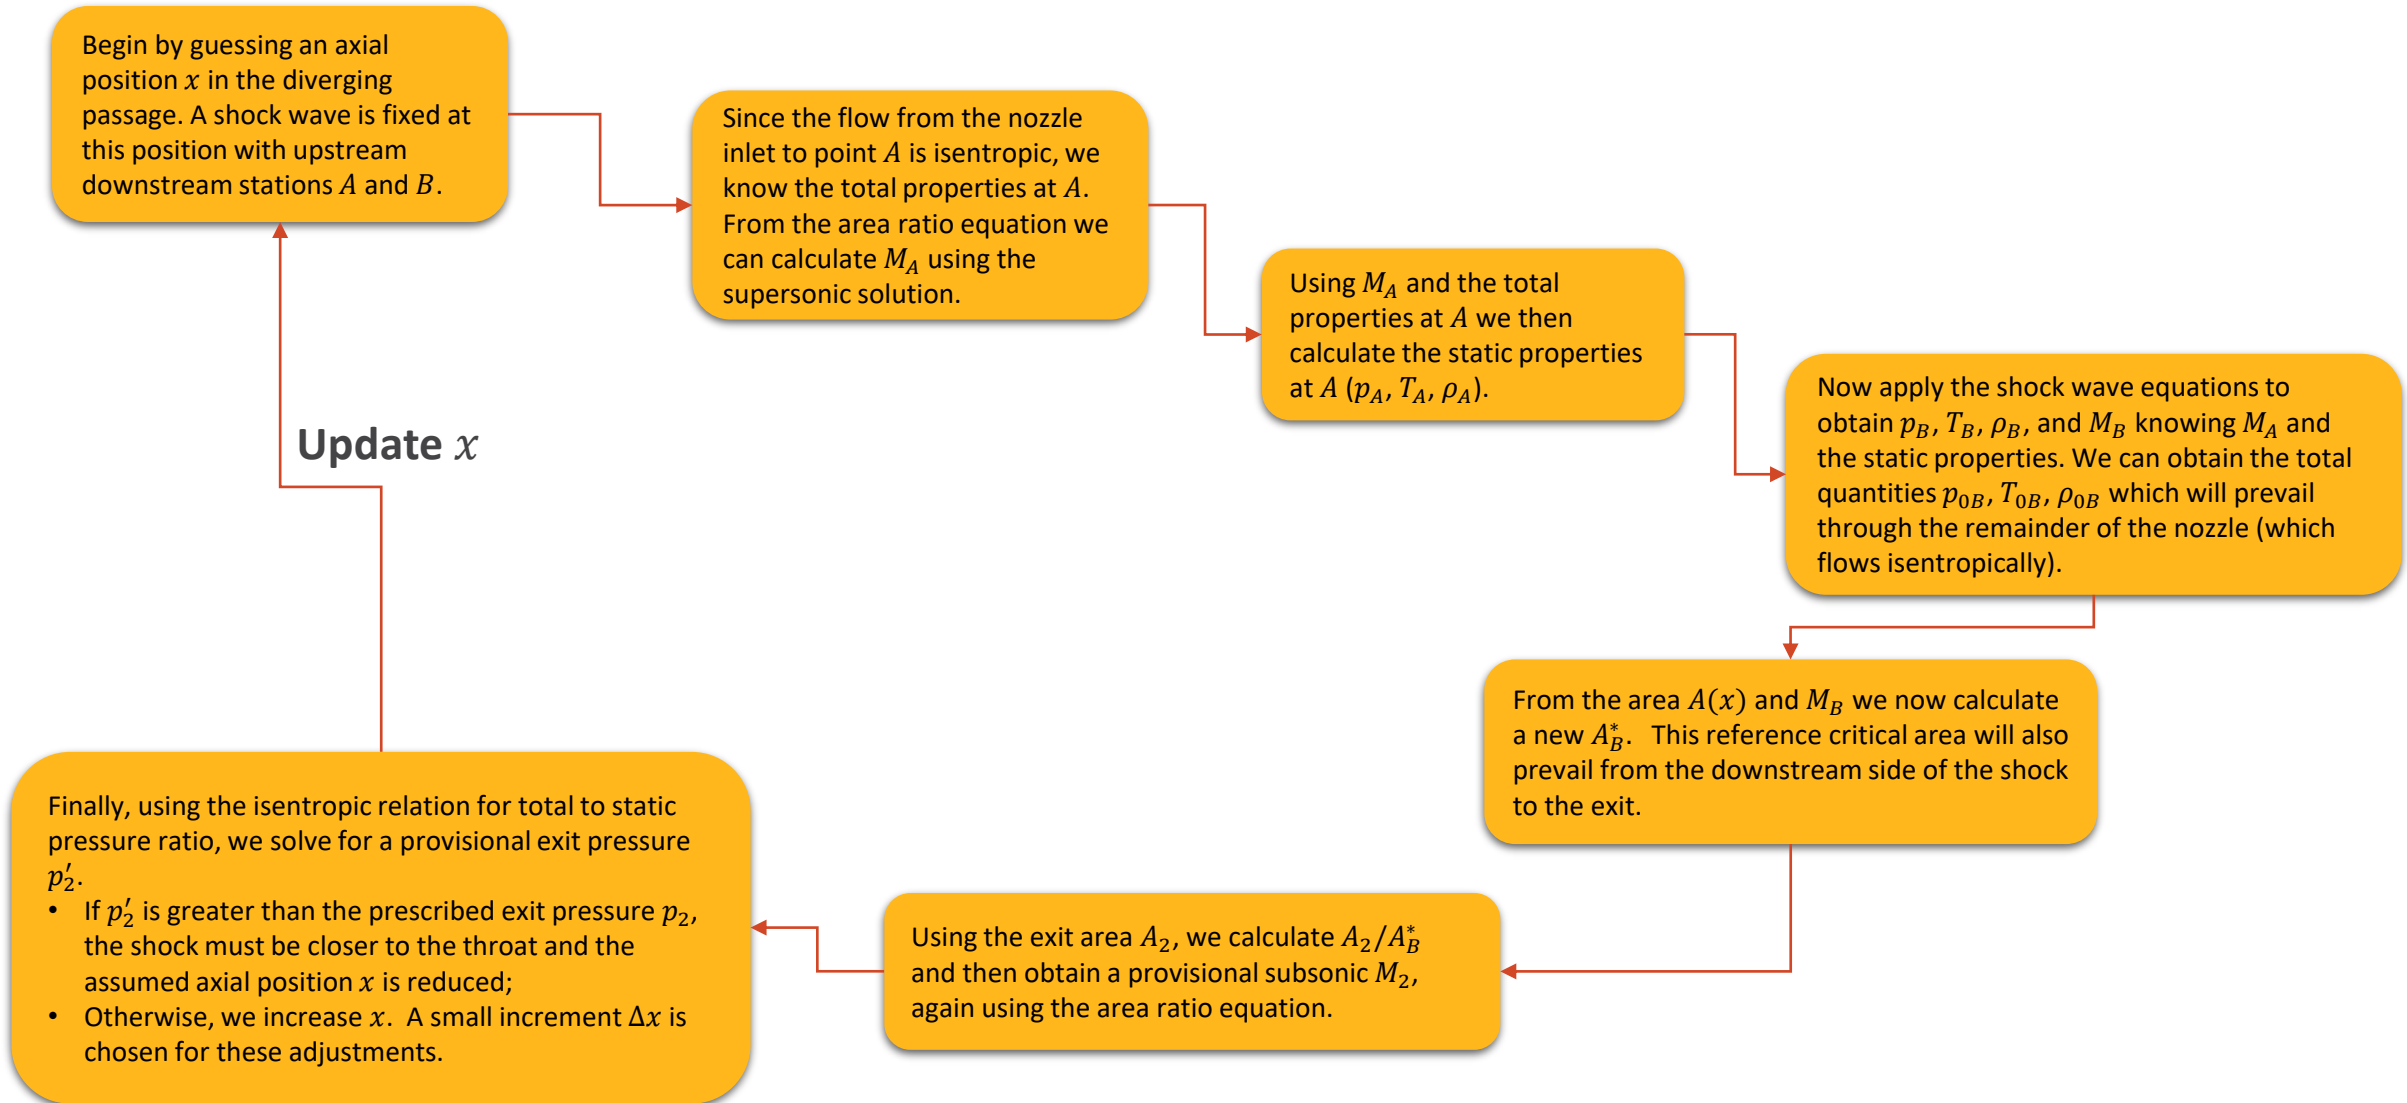 Begin by guessing an axial
position x in the diverging
passage. A shock wave is fixed at
this position with upstream
downstream stations A and B.
Since the flow from the nozzle
inlet to point A is isentropic, we
know the total properties at A.
From the area ratio equation we
can calculate M_A using the
supersonic solution.
Using M_A and the total
properties at A we then
calculate the static properties
at A (p_A, T_A, ρ_A).
Now apply the shock wave equations to
obtain p_B, T_B, ρ_B, and M_B knowing M_A and
the static properties. We can obtain the total
quantities p_{0B}, T_{0B}, ρ_{0B} which will prevail
through the remainder of the nozzle (which
flows isentropically).
From the area A(x) and M_B we now calculate
a new A_B^*. This reference critical area will also
prevail from the downstream side of the shock
to the exit.
Using the exit area A_2, we calculate A_2/A_B^*
and then obtain a provisional subsonic M_2,
again using the area ratio equation.
Finally, using the isentropic relation for total to static
pressure ratio, we solve for a provisional exit pressure
p_2′.
• If p_2′ is greater than the prescribed exit pressure p_2,
the shock must be closer to the throat and the
assumed axial position x is reduced;
• Otherwise, we increase x. A small increment Δx is
chosen for these adjustments.
Update x